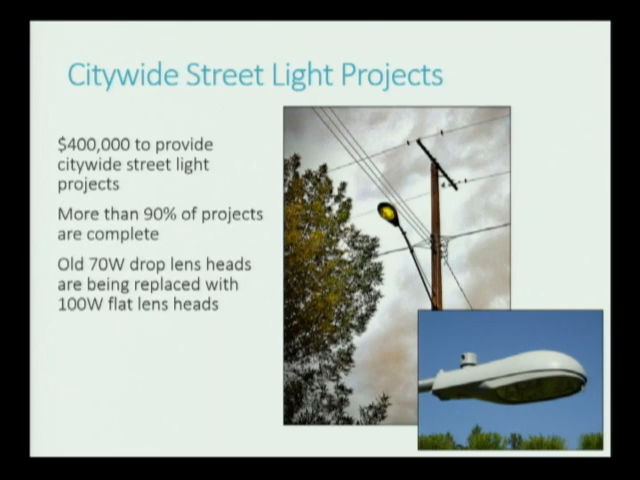 Citywide Street Light Projects
$400,000 to provide
citywide street light
projects
More than 90% of projects
are complete
Old 70W drop lens heads
are being replaced with
100W flat lens heads